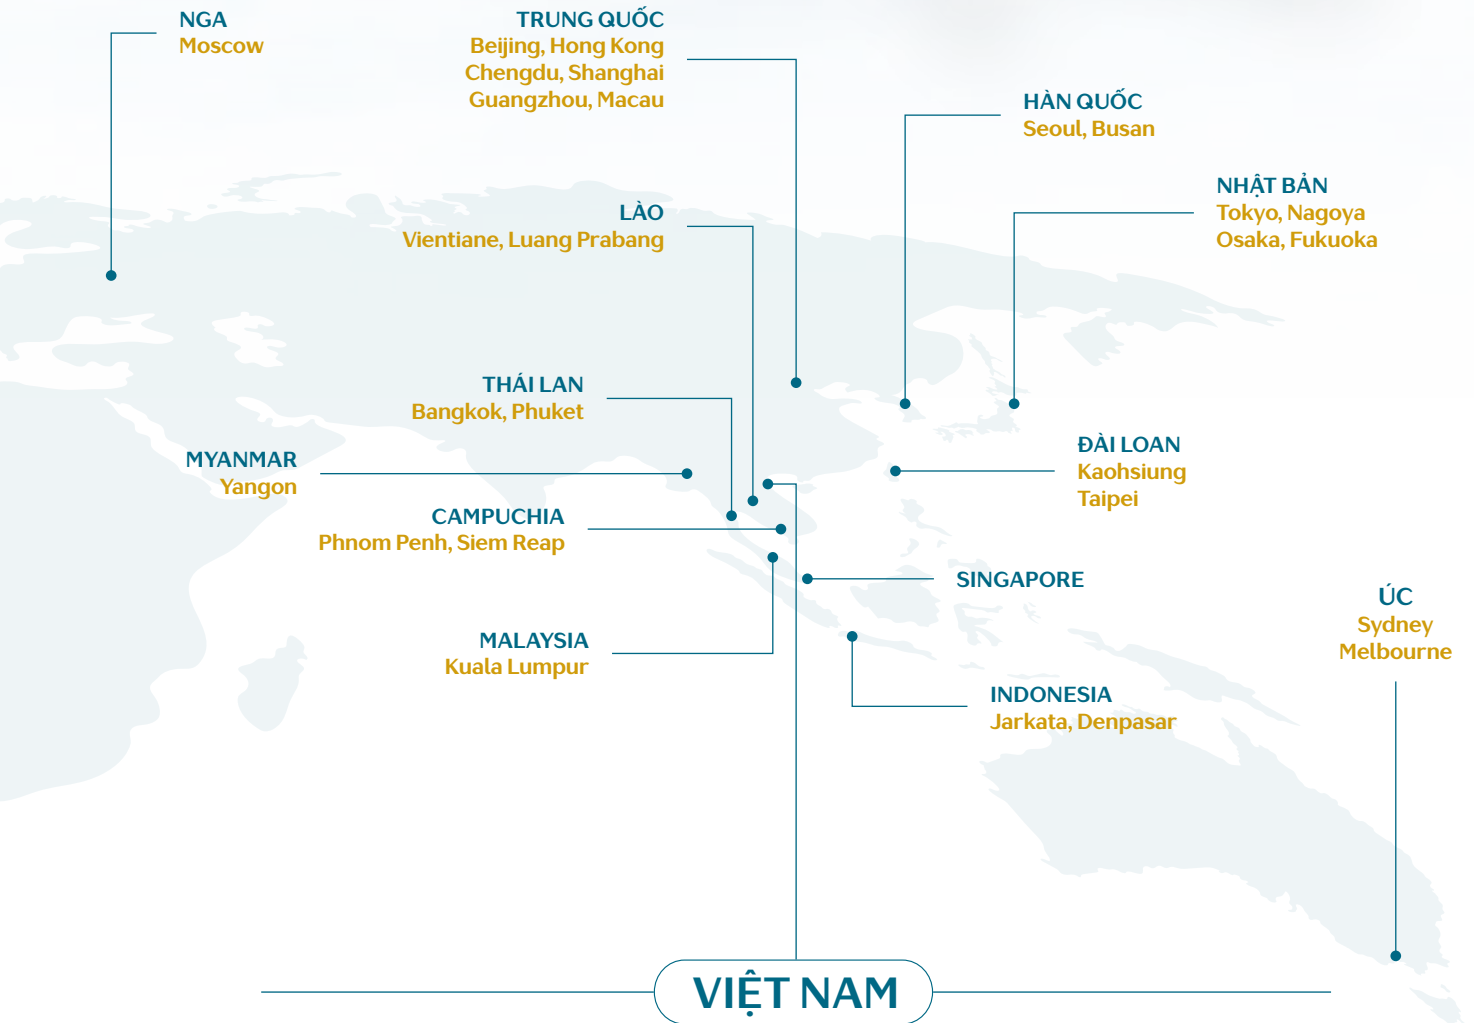 NGA
Moscow
TRUNG QUỐC
Beijing, Hong Kong
Chengdu, Shanghai
Guangzhou, Macau
HÀN QUỐC
Seoul, Busan
NHẬT BẢN
Tokyo, Nagoya
Osaka, Fukuoka
LÀO
Vientiane, Luang Prabang
THÁI LAN
Bangkok, Phuket
MYANMAR
Yangon
ĐÀI LOAN
Kaohsiung
Taipei
CAMPUCHIA
Phnom Penh, Siem Reap
SINGAPORE
ÚC
Sydney
Melbourne
MALAYSIA
Kuala Lumpur
INDONESIA
Jarkata, Denpasar
VIỆT NAM